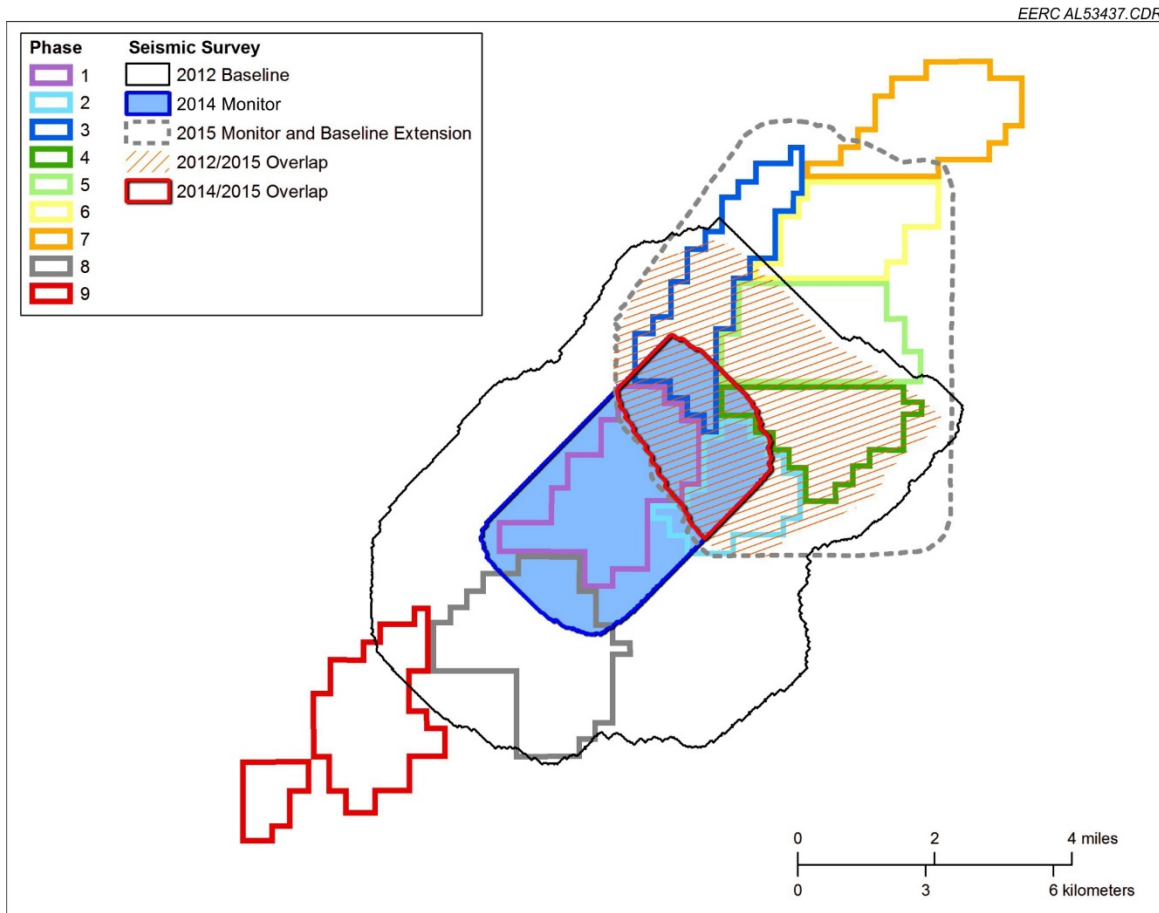 EERC AL53437.CDR
Phase
1
2
3
4
5
6
7
8
9
Seismic Survey
2012 Baseline
2014 Monitor
2015 Monitor and Baseline Extension
2012/2015 Overlap
2014/2015 Overlap
0 2 4 miles
0 3 6 kilometers